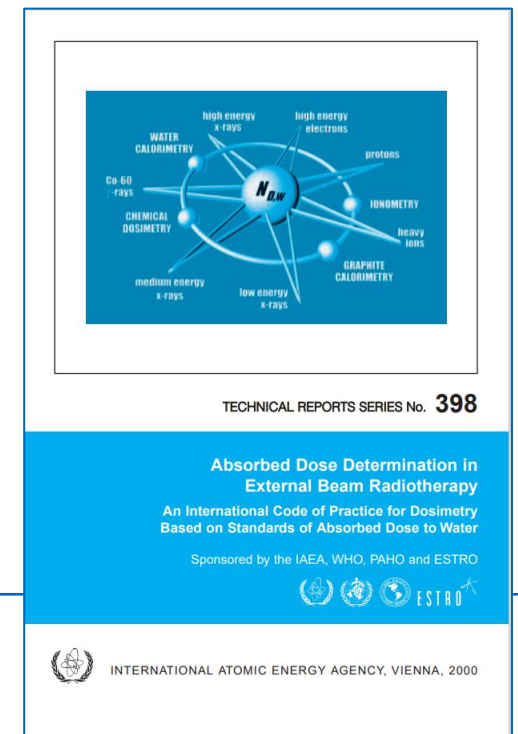 high energy
x-rays
high energy
electrons
WATER
CALORIMETRY
protons
Co-60
γ-rays
N D,w
IONOMETRY
CHEMICAL
DOSIMETRY
heavy
ions
GRAPHITE
CALORIMETRY
medium energy
x-rays
low energy
x-rays
TECHNICAL REPORTS SERIES No. 398
Absorbed Dose Determination in
External Beam Radiotherapy
An International Code of Practice for Dosimetry
Based on Standards of Absorbed Dose to Water
Sponsored by the IAEA, WHO, PAHO and ESTRO
ESTRO
INTERNATIONAL ATOMIC ENERGY AGENCY, VIENNA, 2000